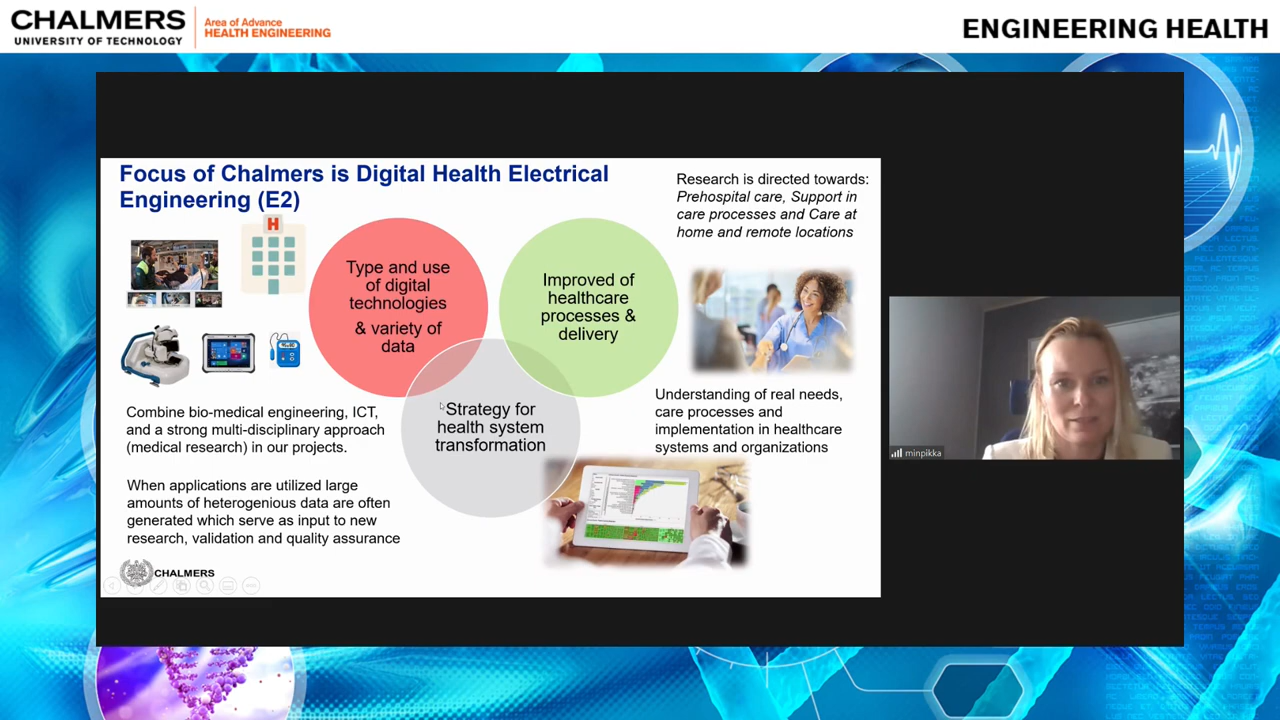 CHALMERS
UNIVERSITY OF TECHNOLOGY
Area of Advance
HEALTH ENGINEERING
ENGINEERING HEALTH
Focus of Chalmers is Digital Health Electrical
Engineering (E2)
Research is directed towards:
Prehospital care, Support in
care processes and Care at
home and remote locations
H
Type and use
of digital
technologies
& variety of
data
Improved of
healthcare
processes &
delivery
Strategy for
health system
transformation
Combine bio-medical engineering, ICT,
and a strong multi-disciplinary approach
(medical research) in our projects.
Understanding of real needs,
care processes and
implementation in healthcare
systems and organizations
When applications are utilized large
amounts of heterogenious data are often
generated which serve as input to new
research, validation and quality assurance
CHALMERS
minpikka